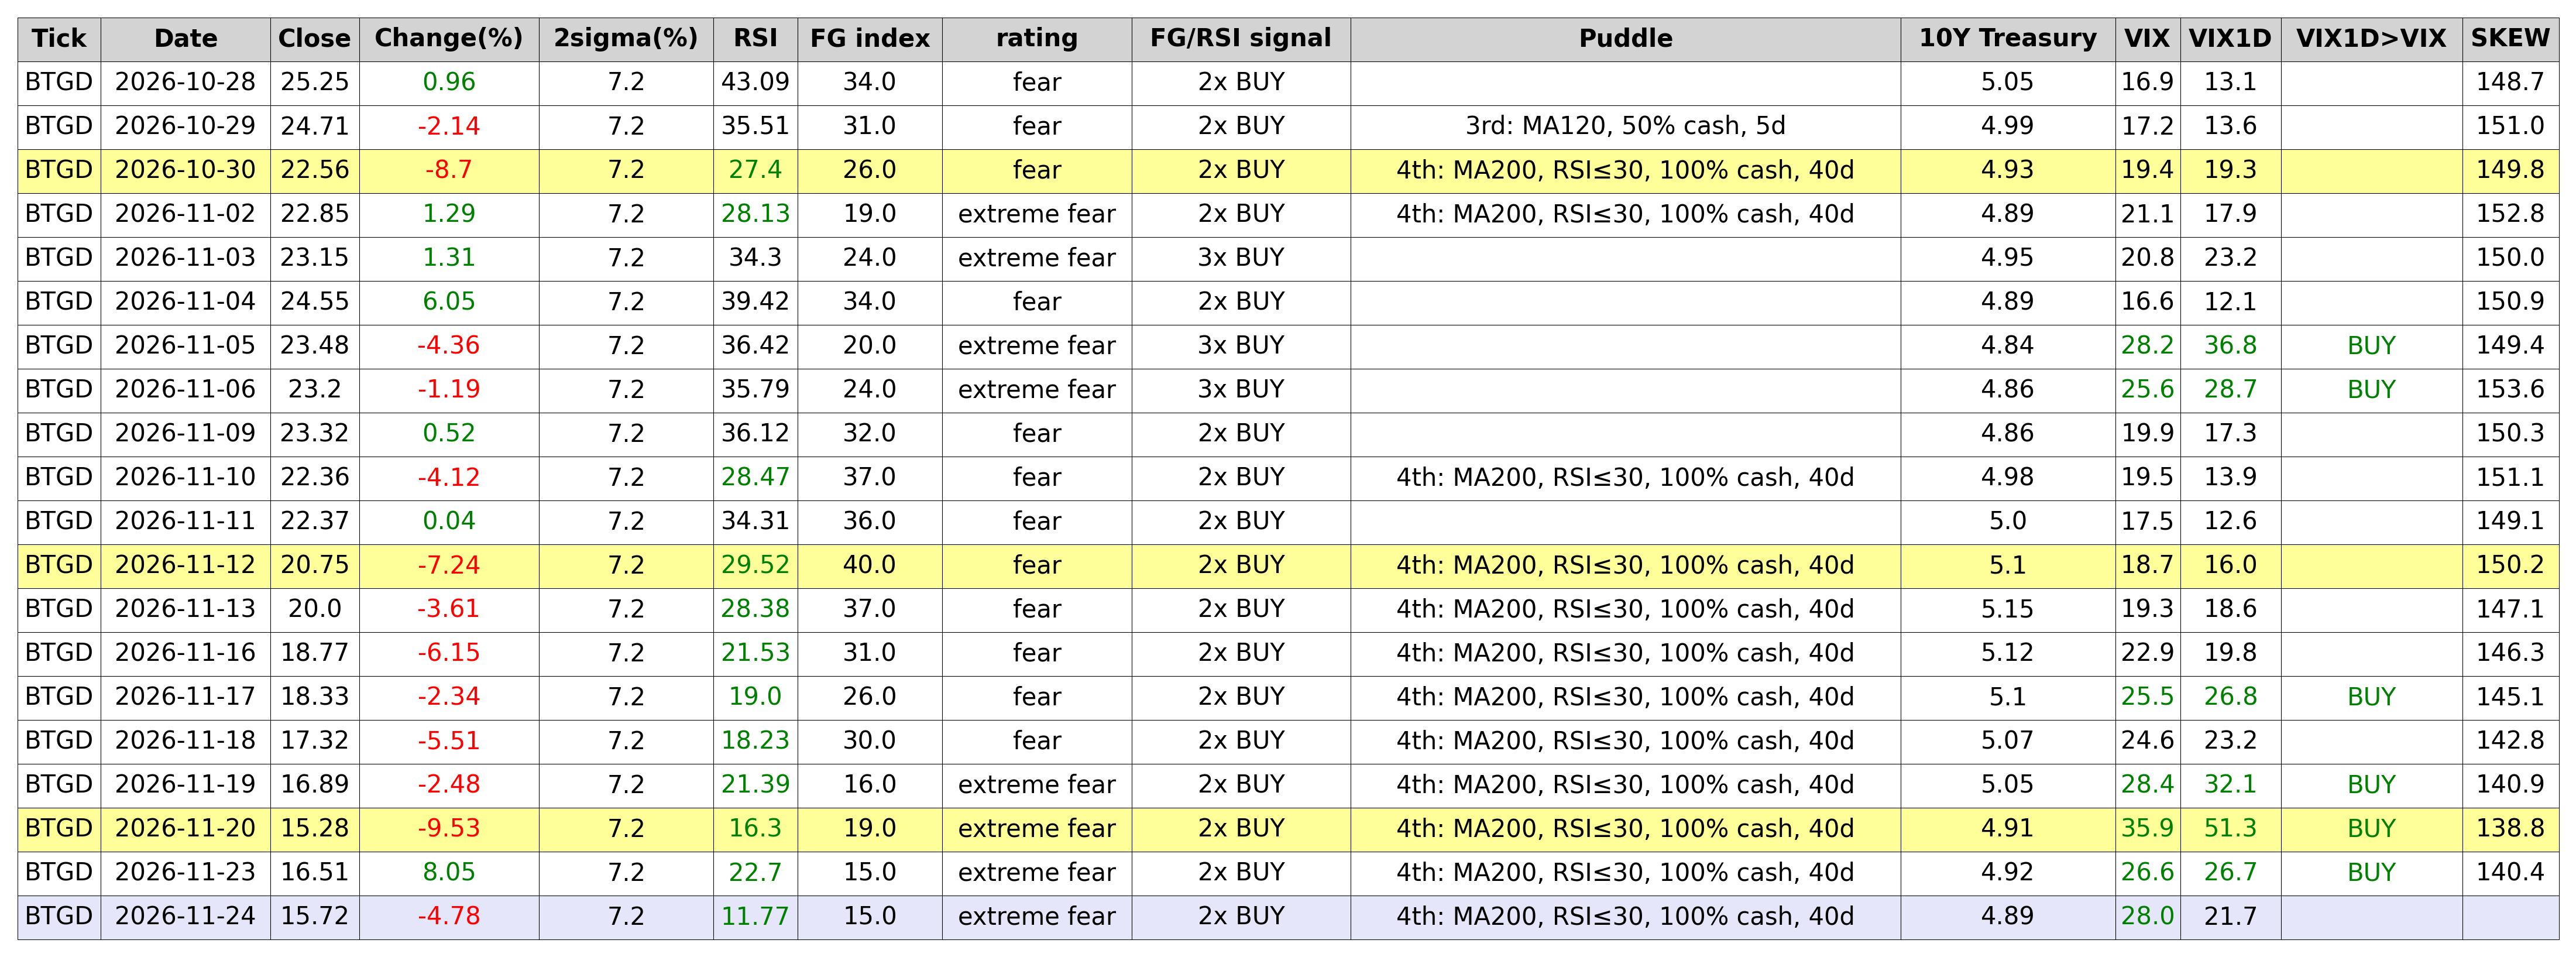 Tick Date Close Change(%) 2sigma(%) RSI FG index rating FG/RSI signal Puddle 10Y Treasury VIX VIX1D VIX1D>VIX SKEW
BTGD 2026-10-28 25.25 0.96 7.2 43.09 34.0 fear 2x BUY 5.05 16.9 13.1 148.7
BTGD 2026-10-29 24.71 -2.14 7.2 35.51 31.0 fear 2x BUY 3rd: MA120, 50% cash, 5d 4.99 17.2 13.6 151.0
BTGD 2026-10-30 22.56 -8.7 7.2 27.4 26.0 fear 2x BUY 4th: MA200, RSI≤30, 100% cash, 40d 4.93 19.4 19.3 149.8
BTGD 2026-11-02 22.85 1.29 7.2 28.13 19.0 extreme fear 2x BUY 4th: MA200, RSI≤30, 100% cash, 40d 4.89 21.1 17.9 152.8
BTGD 2026-11-03 23.15 1.31 7.2 34.3 24.0 extreme fear 3x BUY 4.95 20.8 23.2 150.0
BTGD 2026-11-04 24.55 6.05 7.2 39.42 34.0 fear 2x BUY 4.89 16.6 12.1 150.9
BTGD 2026-11-05 23.48 -4.36 7.2 36.42 20.0 extreme fear 3x BUY 4.84 28.2 36.8 BUY 149.4
BTGD 2026-11-06 23.2 -1.19 7.2 35.79 24.0 extreme fear 3x BUY 4.86 25.6 28.7 BUY 153.6
BTGD 2026-11-09 23.32 0.52 7.2 36.12 32.0 fear 2x BUY 4.86 19.9 17.3 150.3
BTGD 2026-11-10 22.36 -4.12 7.2 28.47 37.0 fear 2x BUY 4th: MA200, RSI≤30, 100% cash, 40d 4.98 19.5 13.9 151.1
BTGD 2026-11-11 22.37 0.04 7.2 34.31 36.0 fear 2x BUY 5.0 17.5 12.6 149.1
BTGD 2026-11-12 20.75 -7.24 7.2 29.52 40.0 fear 2x BUY 4th: MA200, RSI≤30, 100% cash, 40d 5.1 18.7 16.0 150.2
BTGD 2026-11-13 20.0 -3.61 7.2 28.38 37.0 fear 2x BUY 4th: MA200, RSI≤30, 100% cash, 40d 5.15 19.3 18.6 147.1
BTGD 2026-11-16 18.77 -6.15 7.2 21.53 31.0 fear 2x BUY 4th: MA200, RSI≤30, 100% cash, 40d 5.12 22.9 19.8 146.3
BTGD 2026-11-17 18.33 -2.34 7.2 19.0 26.0 fear 2x BUY 4th: MA200, RSI≤30, 100% cash, 40d 5.1 25.5 26.8 BUY 145.1
BTGD 2026-11-18 17.32 -5.51 7.2 18.23 30.0 fear 2x BUY 4th: MA200, RSI≤30, 100% cash, 40d 5.07 24.6 23.2 142.8
BTGD 2026-11-19 16.89 -2.48 7.2 21.39 16.0 extreme fear 2x BUY 4th: MA200, RSI≤30, 100% cash, 40d 5.05 28.4 32.1 BUY 140.9
BTGD 2026-11-20 15.28 -9.53 7.2 16.3 19.0 extreme fear 2x BUY 4th: MA200, RSI≤30, 100% cash, 40d 4.91 35.9 51.3 BUY 138.8
BTGD 2026-11-23 16.51 8.05 7.2 22.7 15.0 extreme fear 2x BUY 4th: MA200, RSI≤30, 100% cash, 40d 4.92 26.6 26.7 BUY 140.4
BTGD 2026-11-24 15.72 -4.78 7.2 11.77 15.0 extreme fear 2x BUY 4th: MA200, RSI≤30, 100% cash, 40d 4.89 28.0 21.7